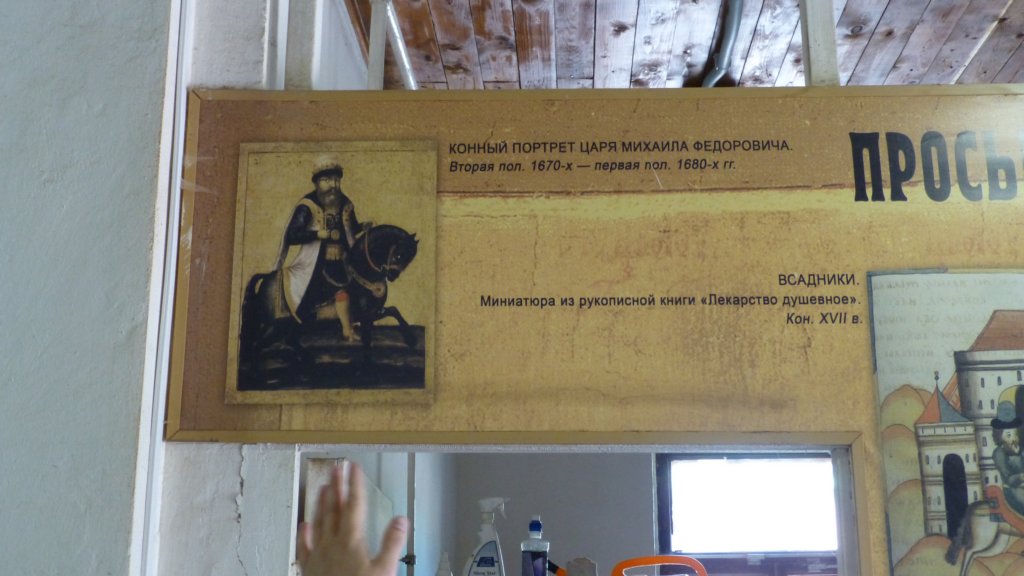 КОННЫЙ ПОРТРЕТ ЦАРЯ МИХАИЛА ФЕДОРОВИЧА.
Вторая пол. 1670-х — первая пол. 1680-х гг.
ПРОСЬ
ВСАДНИКИ.
Миниатюра из рукописной книги «Лекарство душевное».
Кон. XVII в.